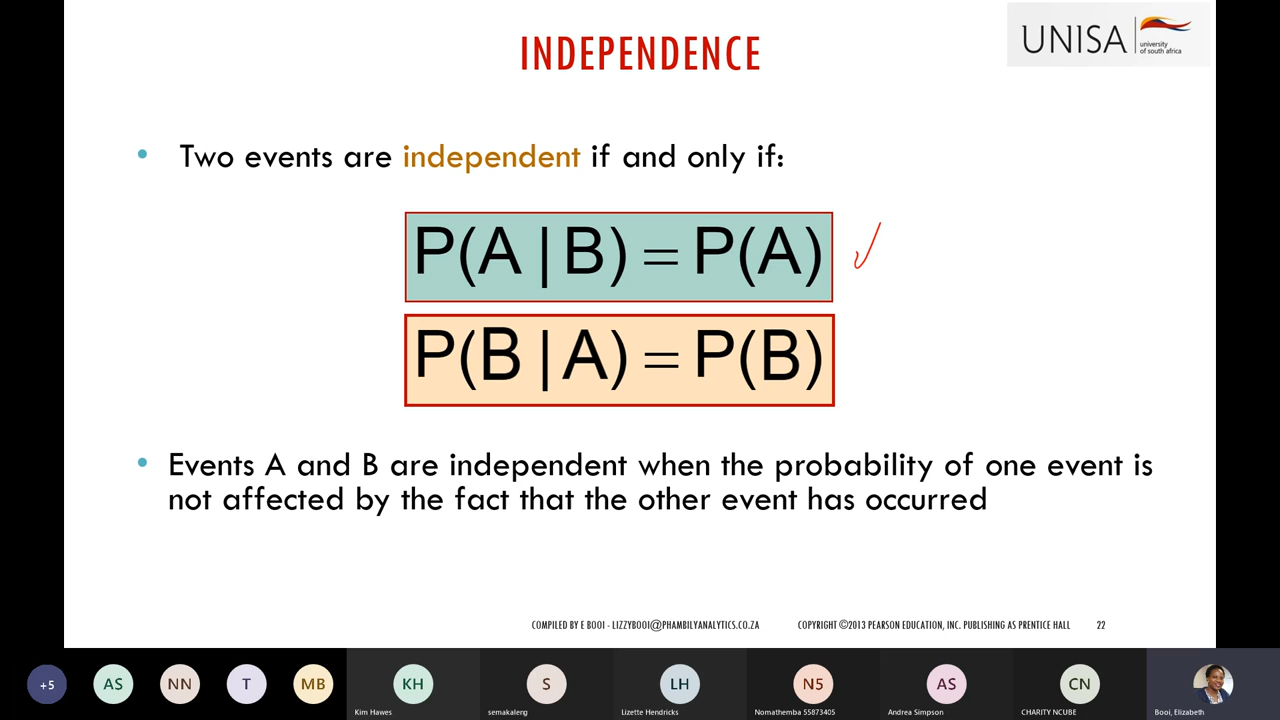 INDEPENDENCE
UNISA
university
of south africa
• Two events are independent if and only if:
P(A | B) = P(A)
P(B | A) = P(B)
• Events A and B are independent when the probability of one event is
not affected by the fact that the other event has occurred
COMPILED BY E BOOI - LIZZYBOOI@PHAMBILYANALYTICS.CO.ZA COPYRIGHT ©2013 PEARSON EDUCATION, INC. PUBLISHING AS PRENTICE HALL 22
+5 AS NN T MB KH S LH N5 AS CN
Kim Hawes semakaleng Lizette Hendricks Nomathemba 55873405 Andrea Simpson CHARITY NCUBE Booi, Elizabeth